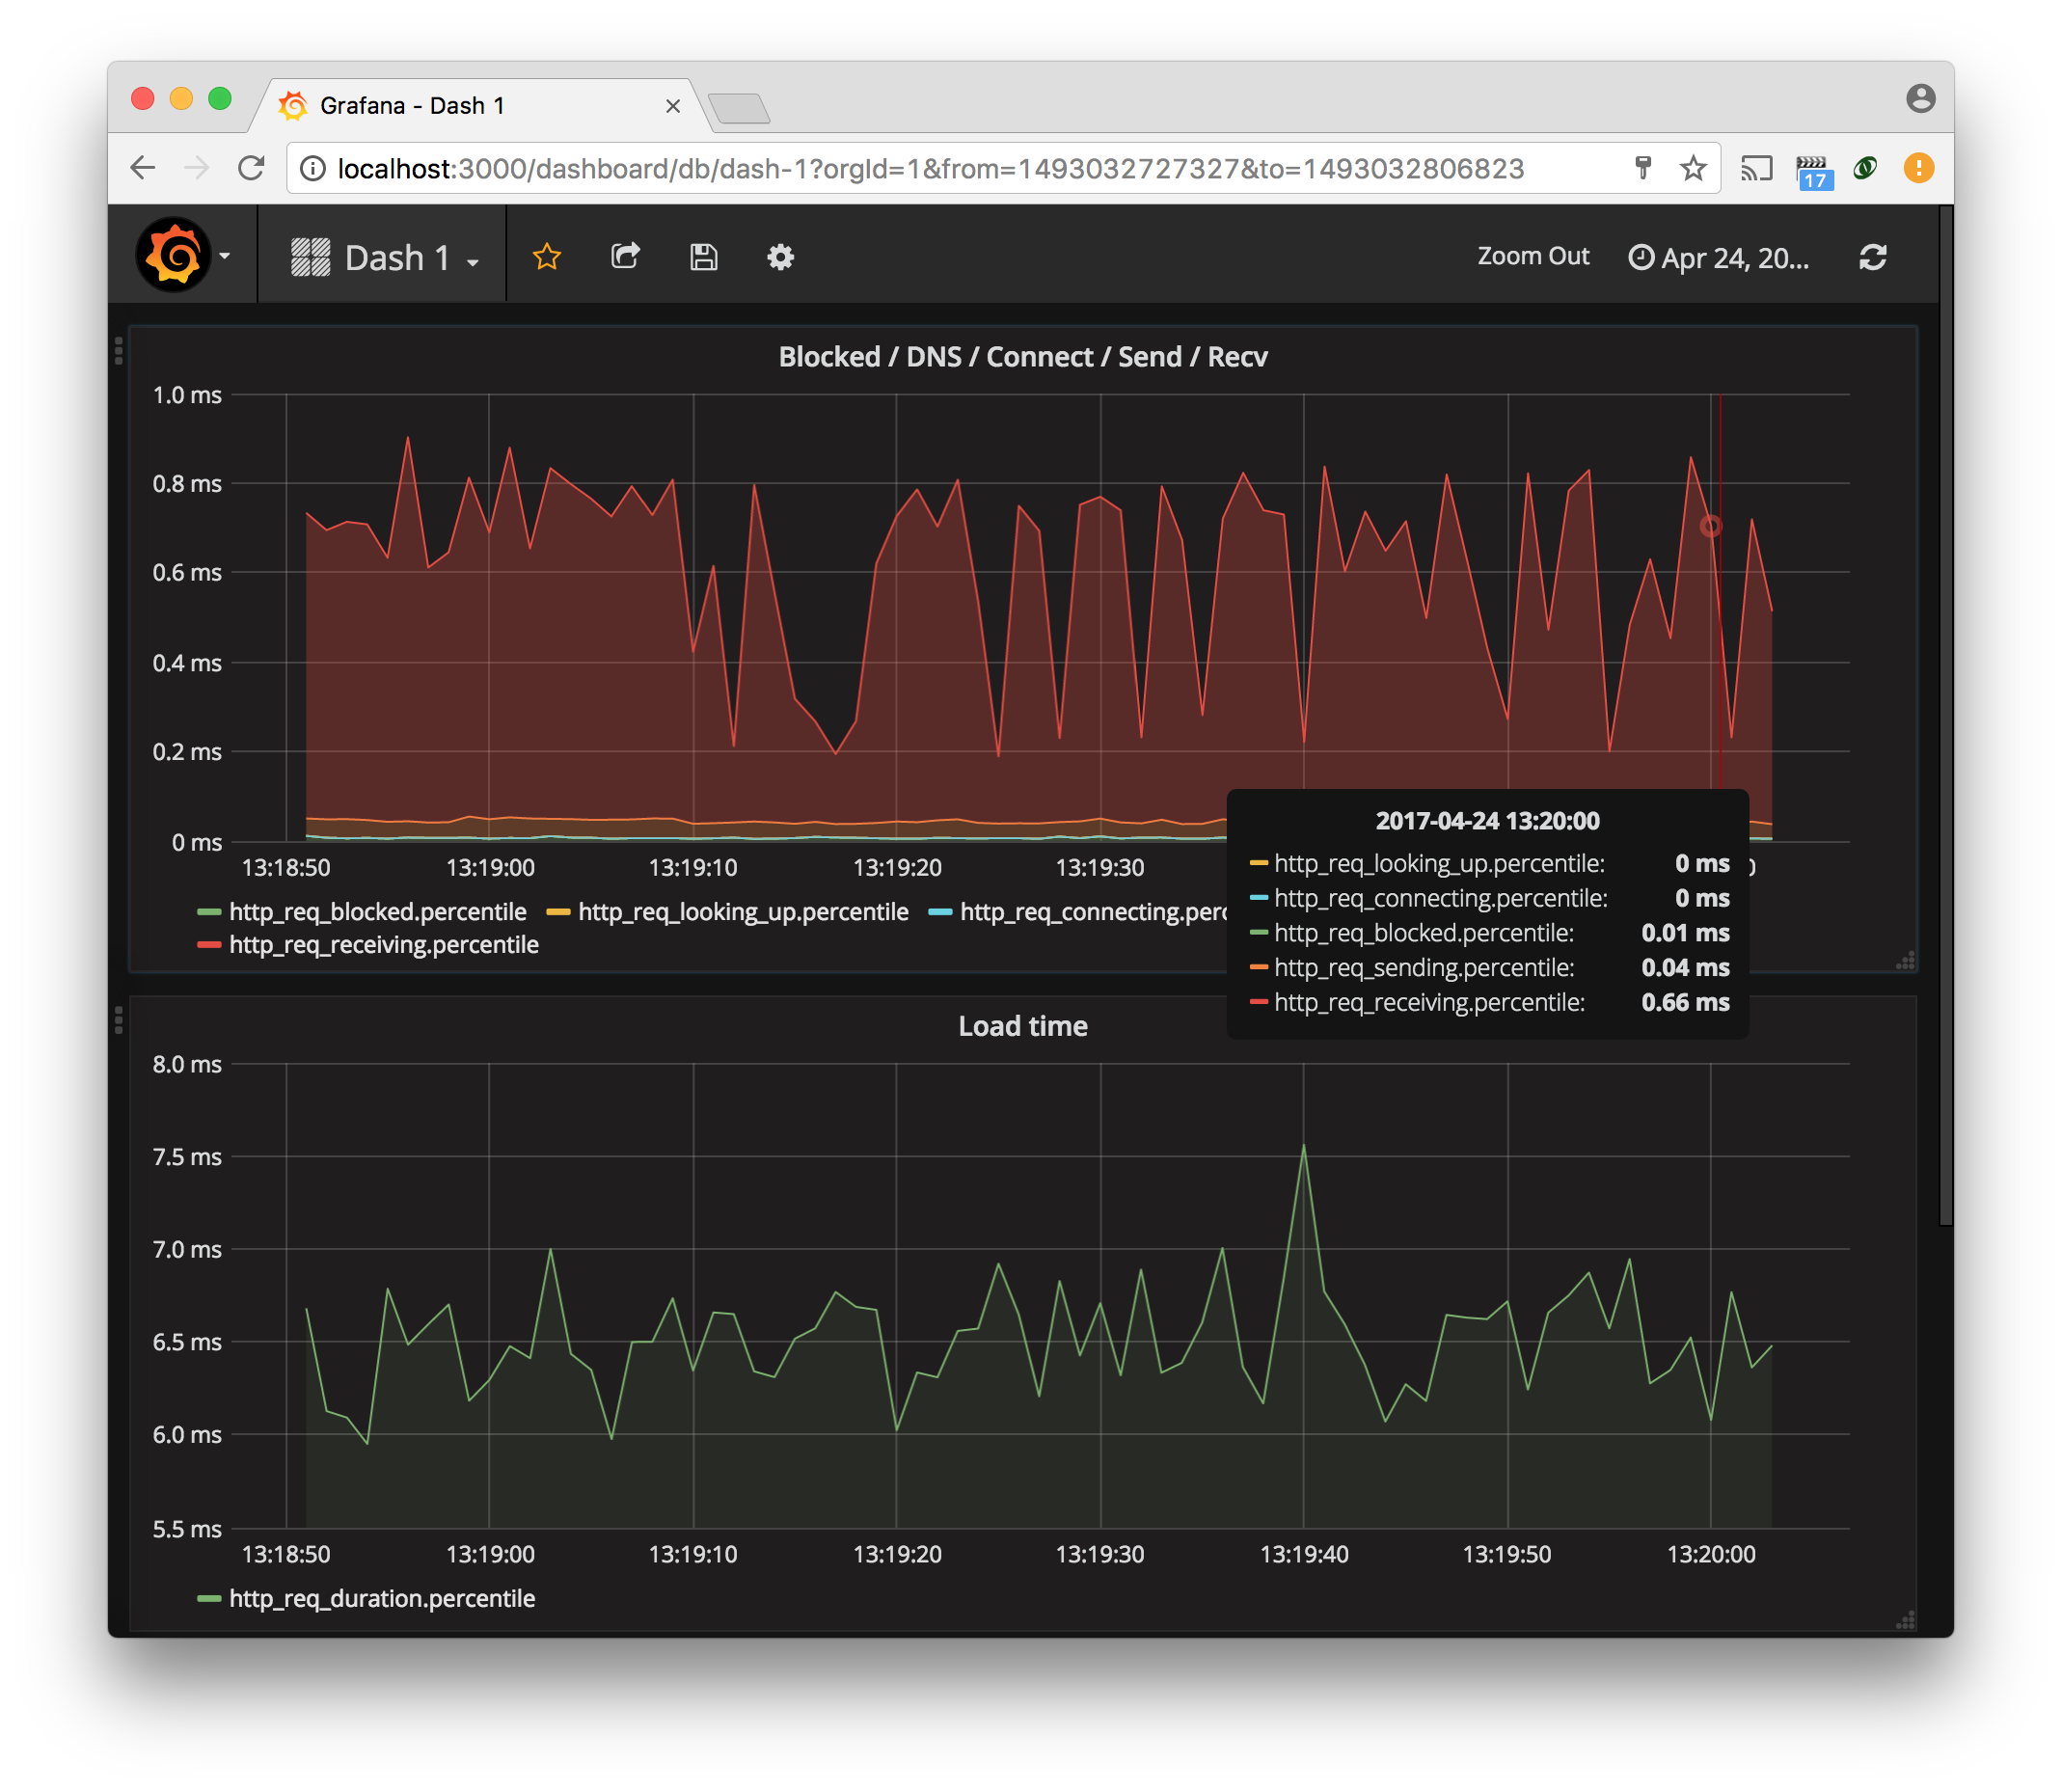 Grafana - Dash 1
localhost:3000/dashboard/db/dash-1?orgId=1&from=1493032727327&to=1493032806823
17
Dash 1
Zoom Out
Apr 24, 20...
Blocked / DNS / Connect / Send / Recv
1.0 ms
0.8 ms
0.6 ms
0.4 ms
0.2 ms
0 ms
13:18:50 13:19:00 13:19:10 13:19:20 13:19:30
http_req_blocked.percentile http_req_looking_up.percentile http_req_connecting.perc
http_req_receiving.percentile
2017-04-24 13:20:00
http_req_looking_up.percentile: 0 ms
http_req_connecting.percentile: 0 ms
http_req_blocked.percentile: 0.01 ms
http_req_sending.percentile: 0.04 ms
http_req_receiving.percentile: 0.66 ms
Load time
8.0 ms
7.5 ms
7.0 ms
6.5 ms
6.0 ms
5.5 ms
13:18:50 13:19:00 13:19:10 13:19:20 13:19:30 13:19:40 13:19:50 13:20:00
http_req_duration.percentile